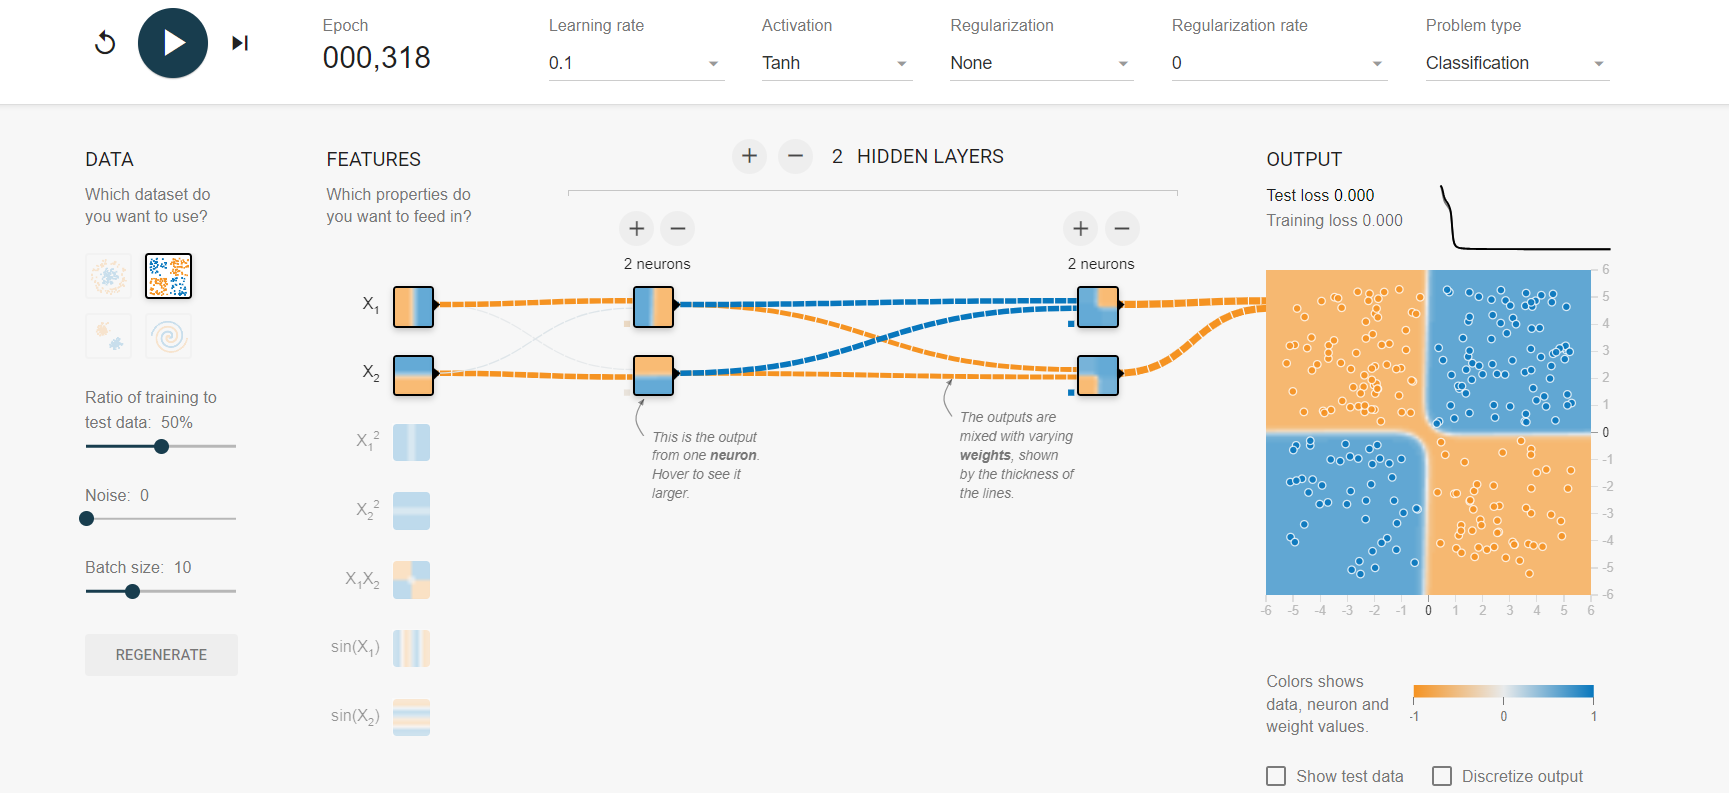 Epoch
000,318
Learning rate
0.1
Activation
Tanh
Regularization
None
Regularization rate
0
Problem type
Classification
DATA
Which dataset do
you want to use?
Ratio of training to
test data: 50%
Noise: 0
Batch size: 10
REGENERATE
FEATURES
Which properties do
you want to feed in?
X1
X2
X1²
X2²
X1X2
sin(X1)
sin(X2)
+ − 2 HIDDEN LAYERS
+ −
2 neurons
+ −
2 neurons
This is the output
from one neuron.
Hover to see it
larger.
The outputs are
mixed with varying
weights, shown
by the thickness of
the lines.
OUTPUT
Test loss 0.000
Training loss 0.000
6
5
4
3
2
1
0
-1
-2
-3
-4
-5
-6
-6 -5 -4 -3 -2 -1 0 1 2 3 4 5 6
Colors shows
data, neuron and
weight values.
-1 0 1
Show test data
Discretize output